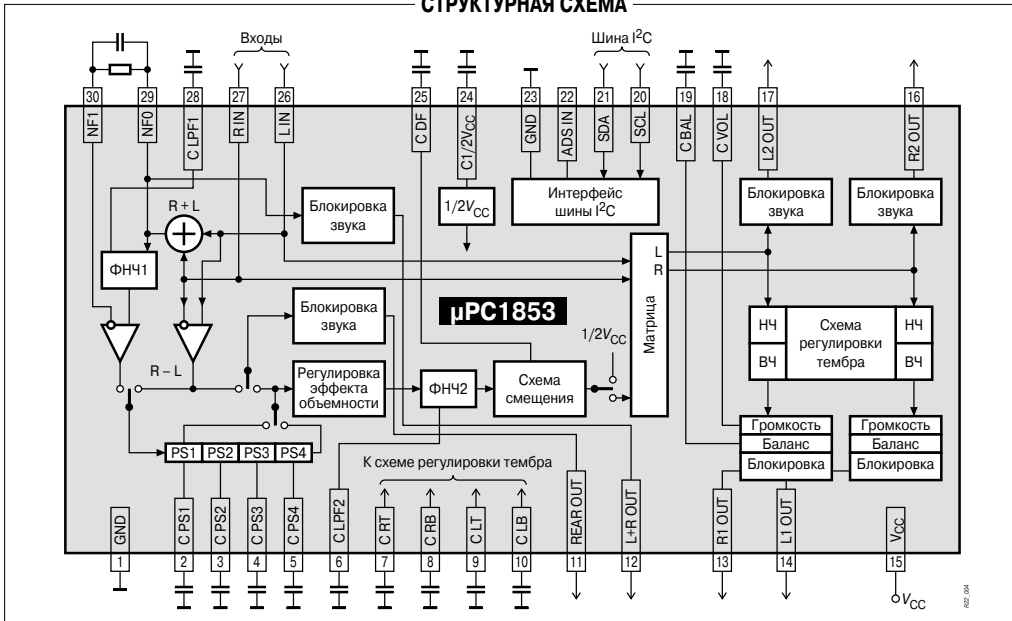 СТРУКТУРНАЯ СХЕМА
Входы
Шина I²C
30
29
28
27
26
25
24
23
22
21
20
19
18
17
16
NF1
NF0
C LPF1
R IN
L IN
C DF
C1/2VCC
GND
ADS IN
SDA
SCL
C BAL
C VOL
L2 OUT
R2 OUT
R + L
Блокировка
звука
1/2VCC
Интерфейс
шины I²C
Блокировка
звука
Блокировка
звука
ФНЧ1
L
R
Матрица
Блокировка
звука
µPC1853
1/2VCC
НЧ
ВЧ
Схема
регулировки
тембра
НЧ
ВЧ
R – L
Регулировка
эффекта
объемности
ФНЧ2
Схема
смещения
Громкость
Баланс
Блокировка
Громкость
Баланс
Блокировка
PS1
PS2
PS3
PS4
К схеме регулировки тембра
GND
C PS1
C PS2
C PS3
C PS4
C LPF2
C RT
C RB
C LT
C LB
REAR OUT
L+R OUT
R1 OUT
L1 OUT
VCC
1
2
3
4
5
6
7
8
9
10
11
12
13
14
15
VCC
R22_004